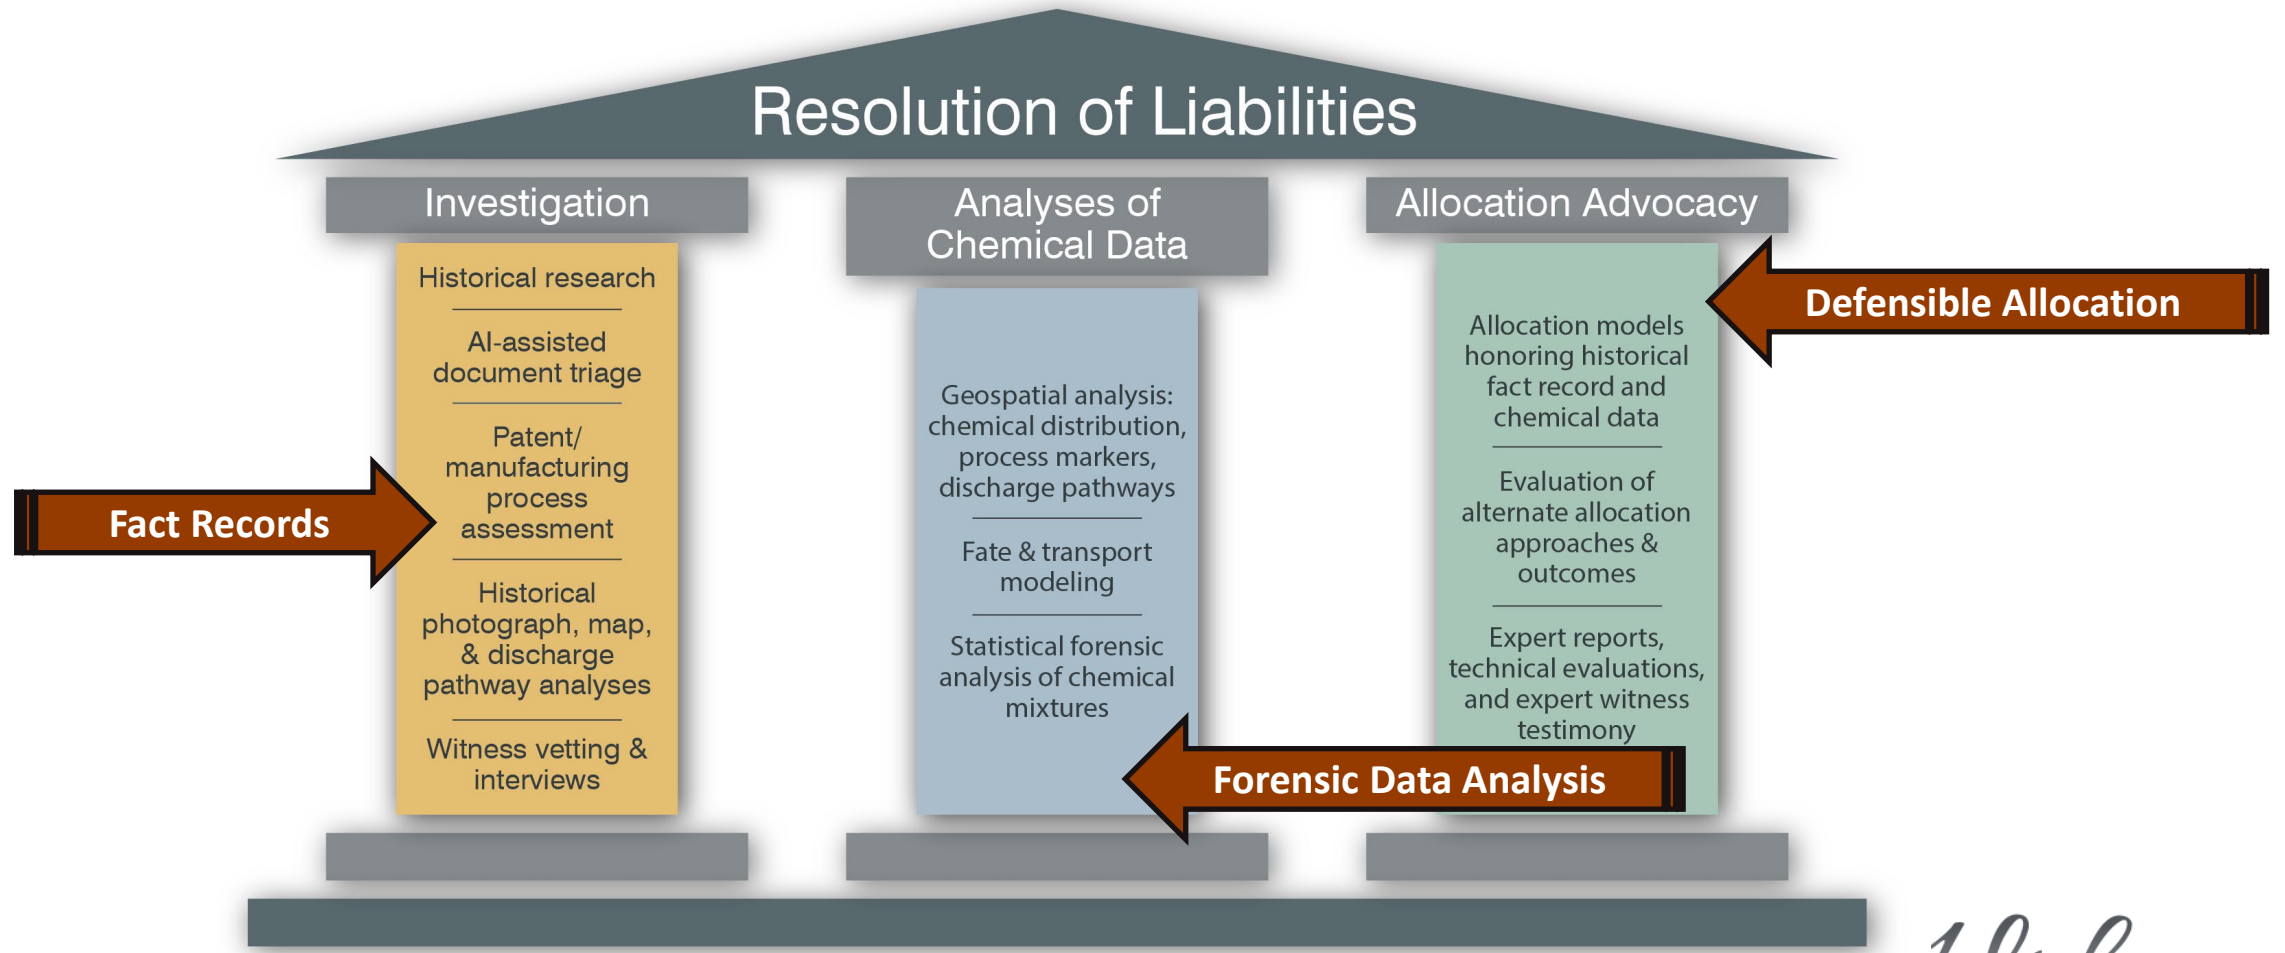 Resolution of Liabilities
Investigation
Historical research
AI-assisted
document triage
Patent/
manufacturing
process
assessment
Historical
photograph, map,
& discharge
pathway analyses
Witness vetting &
interviews
Fact Records
Analyses of
Chemical Data
Geospatial analysis:
chemical distribution,
process markers,
discharge pathways
Fate & transport
modeling
Statistical forensic
analysis of chemical
mixtures
Forensic Data Analysis
Allocation Advocacy
Allocation models
honoring historical
fact record and
chemical data
Evaluation of
alternate allocation
approaches &
outcomes
Expert reports,
technical evaluations,
and expert witness
testimony
Defensible Allocation